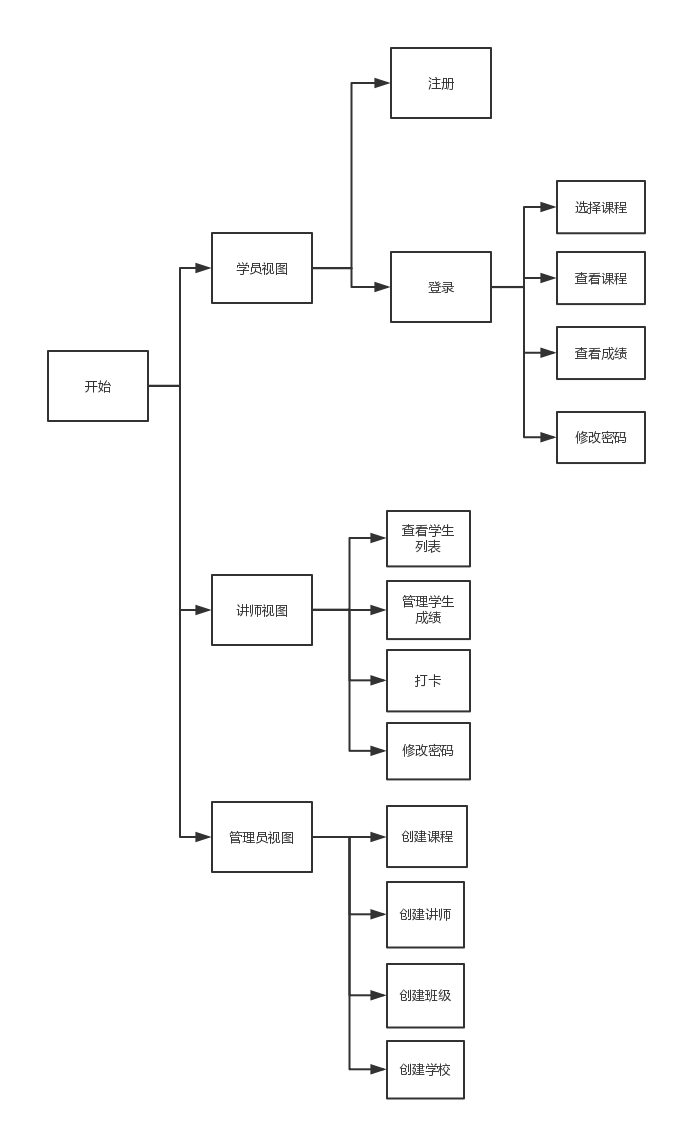 注册
选择课程
学员视图
查看课程
登录
查看成绩
开始
修改密码
查看学生
列表
讲师视图
管理学生
成绩
打卡
修改密码
管理员视图
创建课程
创建讲师
创建班级
创建学校